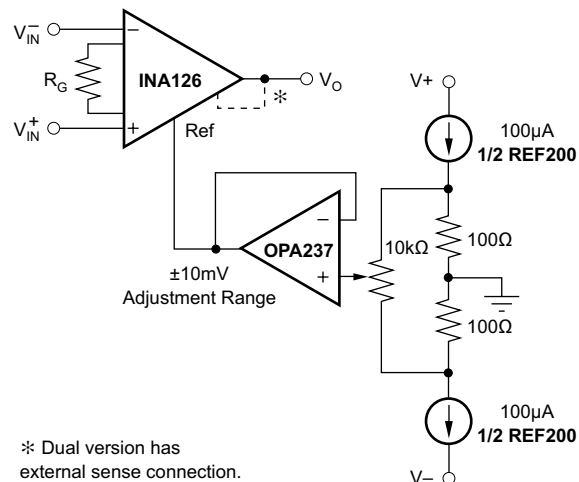 V⁻IN
−
INA126
RG
VO
*
V⁺IN
+
Ref
V+
100µA
1/2 REF200
−
OPA237
+
10kΩ
100Ω
100Ω
±10mV
Adjustment Range
100µA
1/2 REF200
V−
* Dual version has
external sense connection.